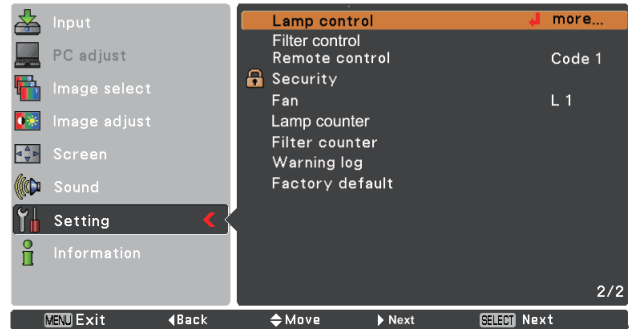 Input
PC adjust
Image select
Image adjust
Screen
Sound
Setting
Information
Lamp control more...
Filter control
Remote control Code 1
Security
Fan L 1
Lamp counter
Filter counter
Warning log
Factory default
2/2
MENU Exit Back Move Next SELECT Next